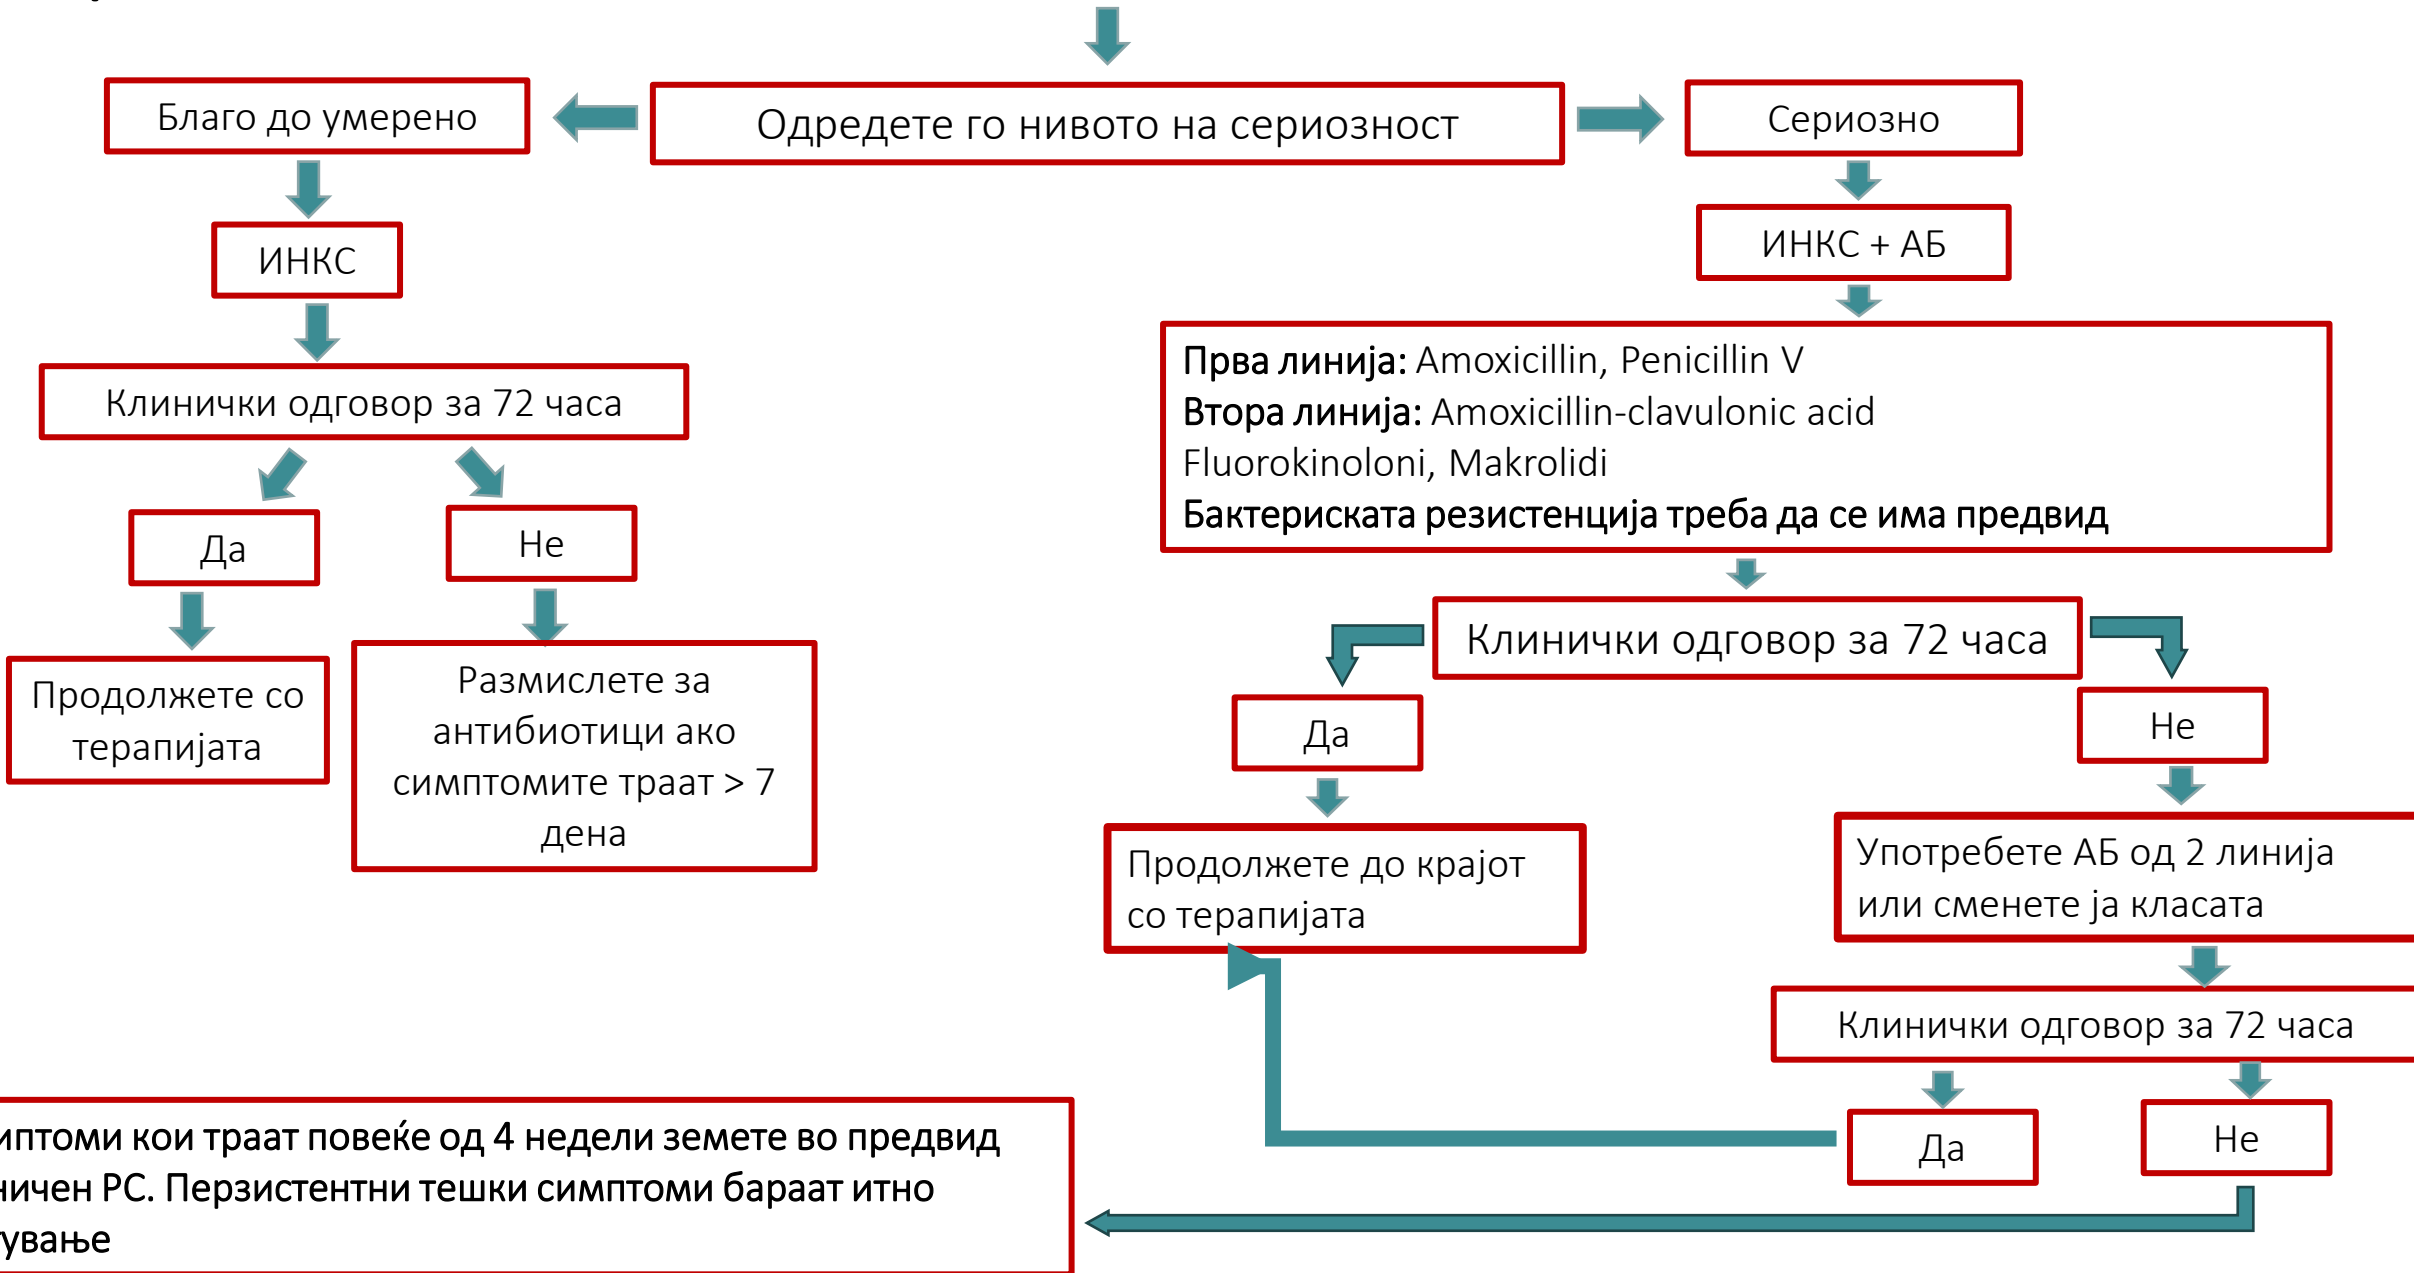 Одредете го нивото на сериозност
Благо до умерено
ИНКС
Клинички одговор за 72 часа
Да
Не
Продолжете со
терапијата
Размислете за
антибиотици ако
симптомите траат > 7
дена
Сериозно
ИНКС + АБ
Прва линија: Amoxicillin, Penicillin V
Втора линија: Amoxicillin-clavulonic acid
Fluorokinoloni, Makrolidi
Бактериската резистенција треба да се има предвид
Клинички одговор за 72 часа
Да
Не
Продолжете до крајот
со терапијата
Употребете АБ од 2 линија
или сменете ја класата
Клинички одговор за 72 часа
Да
Не
кои траат повеќе од 4 недели земете во предвид
РС. Перзистентни тешки симптоми бараат итно